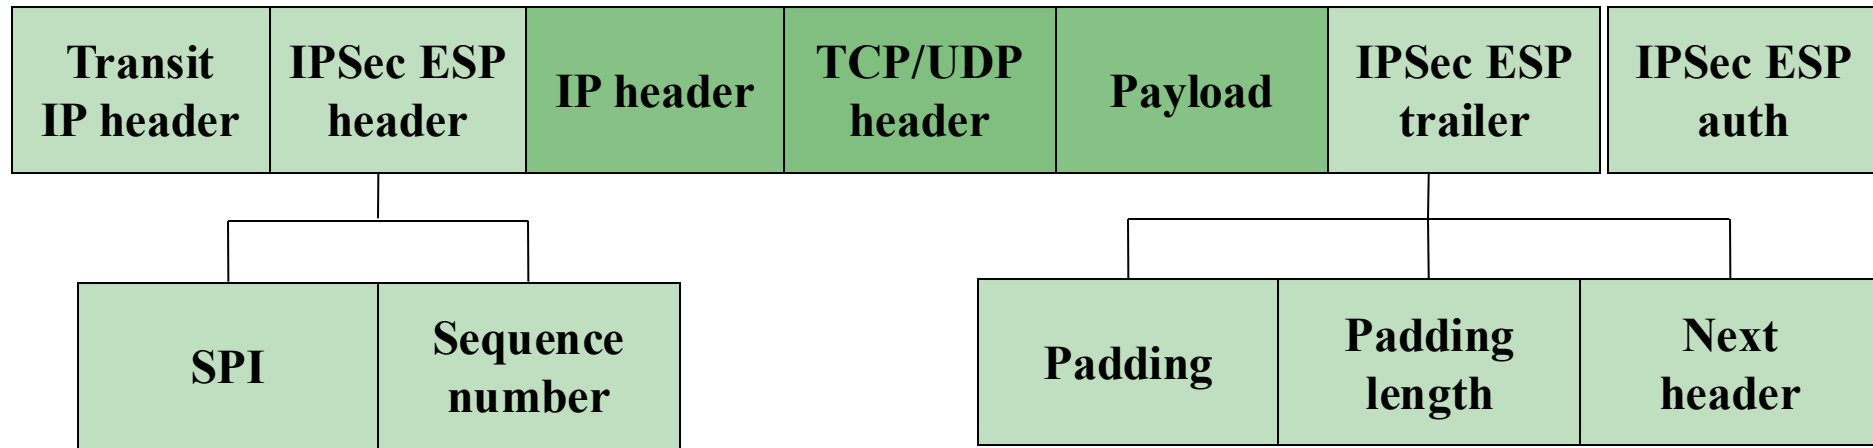 Transit
IP header
IPSec ESP
header
IP header
TCP/UDP
header
Payload
IPSec ESP
trailer
IPSec ESP
auth
SPI
Sequence
number
Padding
Padding
length
Next
header